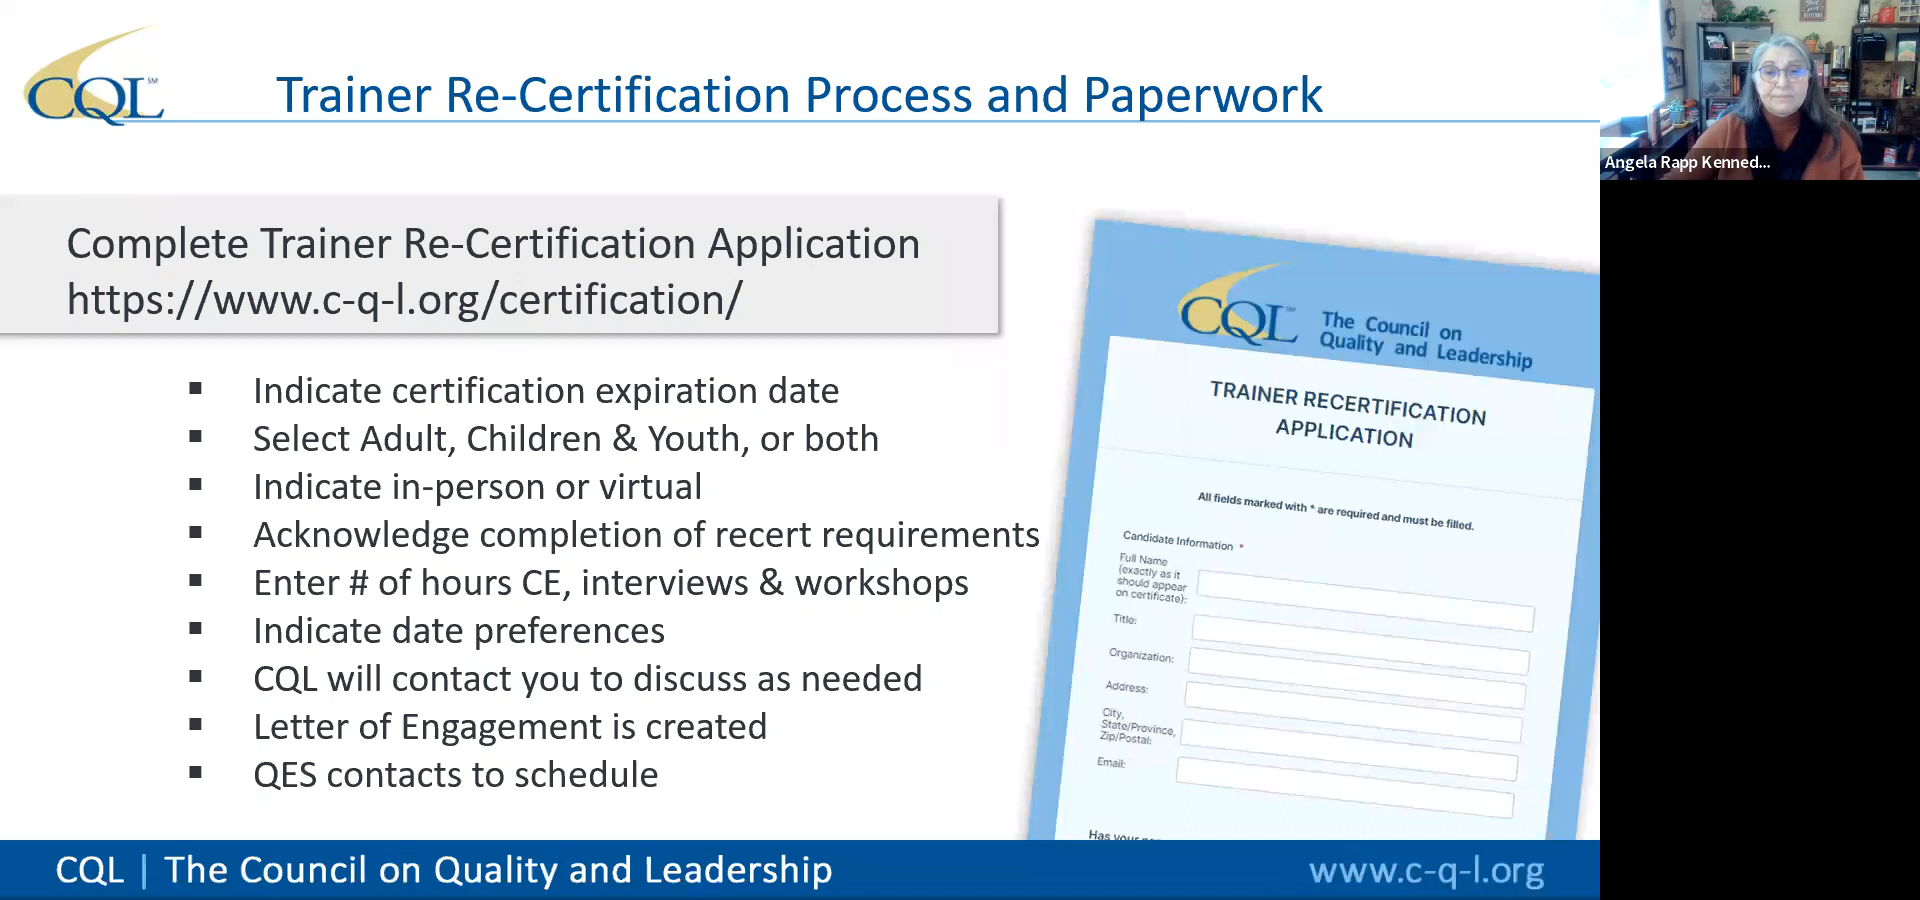 CQL SM
Trainer Re-Certification Process and Paperwork
Angela Rapp Kenned...
Complete Trainer Re-Certification Application
https://www.c-q-l.org/certification/
▪ Indicate certification expiration date
▪ Select Adult, Children & Youth, or both
▪ Indicate in-person or virtual
▪ Acknowledge completion of recert requirements
▪ Enter # of hours CE, interviews & workshops
▪ Indicate date preferences
▪ CQL will contact you to discuss as needed
▪ Letter of Engagement is created
▪ QES contacts to schedule
CQL
The Council on
Quality and Leadership
TRAINER RECERTIFICATION
APPLICATION
All fields marked with * are required and must be filled.
Candidate Information *
Full Name
(exactly as it
should appear
on certificate):
Title:
Organization:
Address:
City,
State/Province,
Zip/Postal:
Email:
Has your
CQL | The Council on Quality and Leadership
www.c-q-l.org